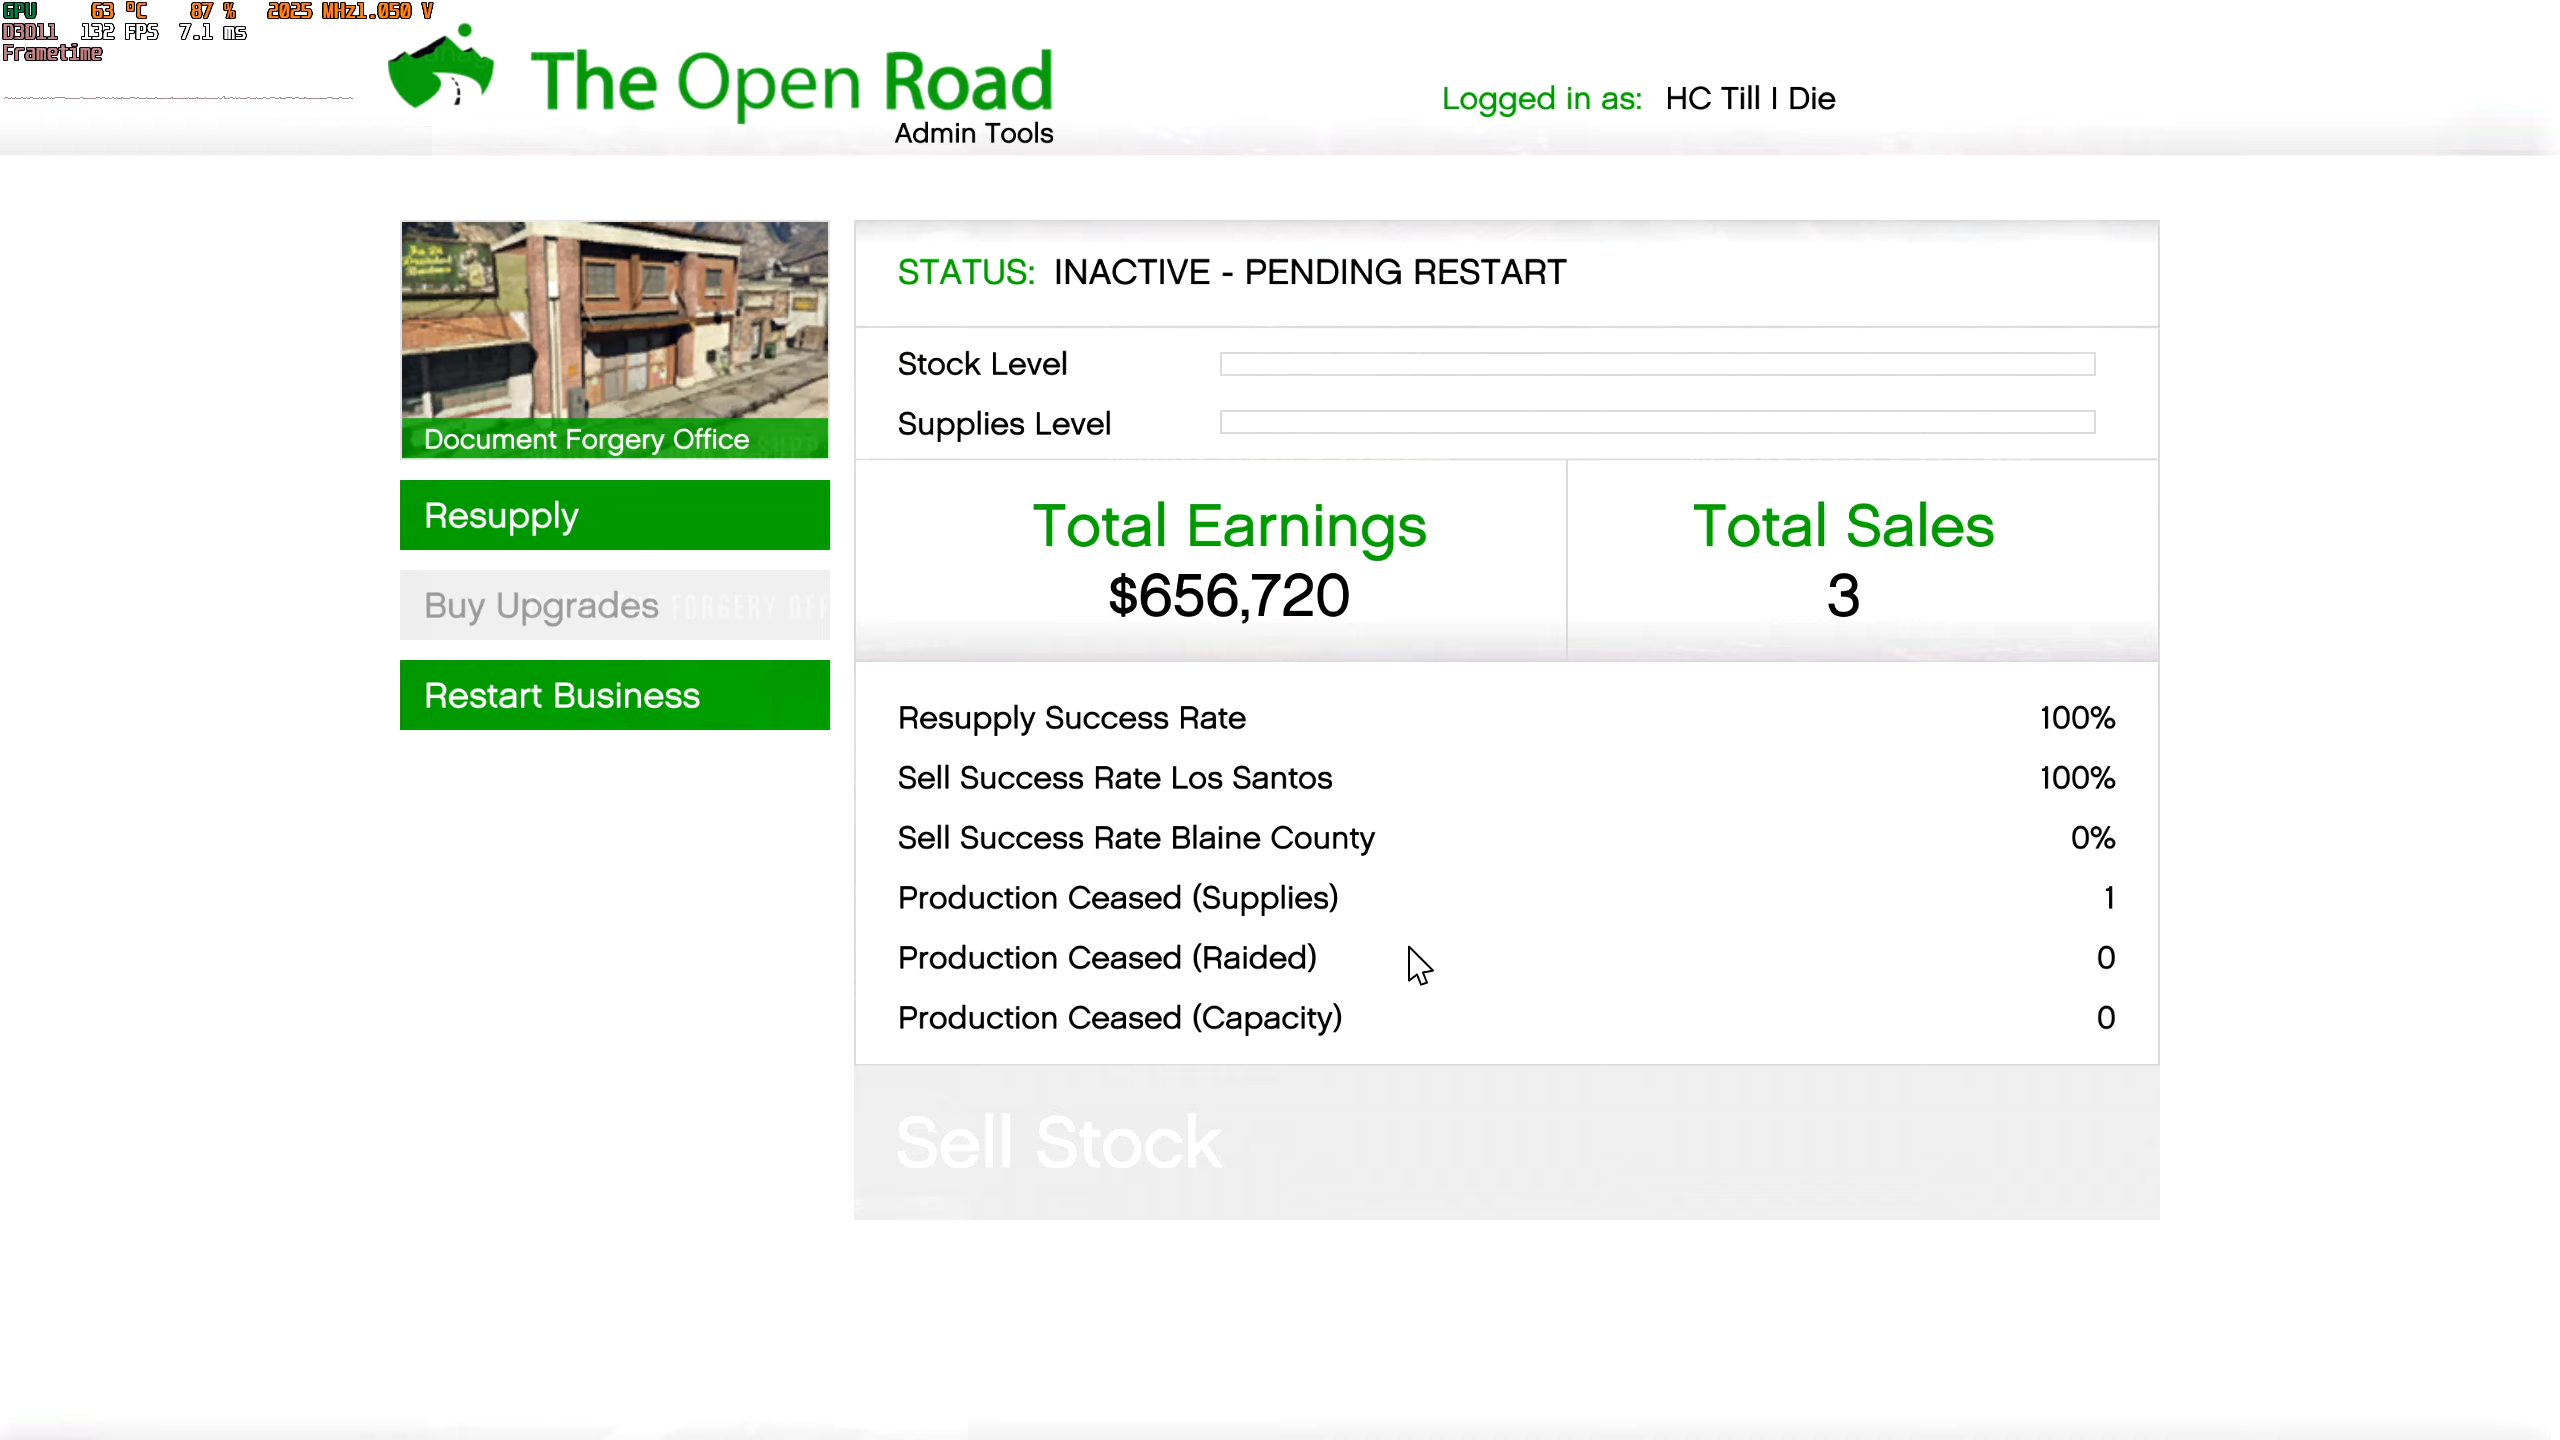 GPU 63 °C 87 % 2025 MHz1.050 V
D3D11 132 FPS 7.1 ms
Frametime
The Open Road
Admin Tools
Logged in as: HC Till I Die
Document Forgery Office
Resupply
Buy Upgrades
FORGERY OFF
Restart Business
STATUS: INACTIVE - PENDING RESTART
Stock Level
Supplies Level
Total Earnings
$656,720
Total Sales
3
Resupply Success Rate 100%
Sell Success Rate Los Santos 100%
Sell Success Rate Blaine County 0%
Production Ceased (Supplies) 1
Production Ceased (Raided) 0
Production Ceased (Capacity) 0
Sell Stock